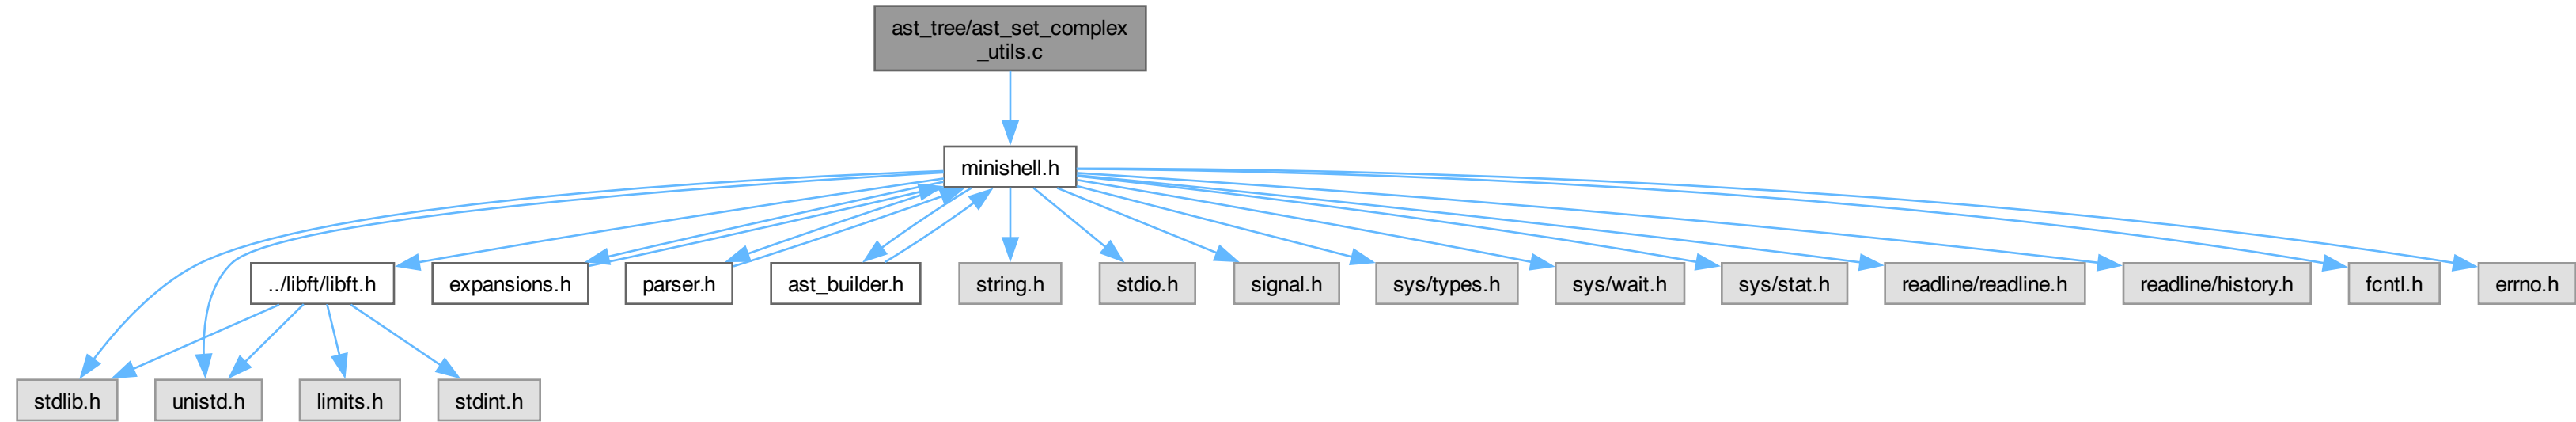 ast_tree/ast_set_complex
_utils.c
minishell.h
../libft/libft.h
expansions.h
parser.h
ast_builder.h
string.h
stdio.h
signal.h
sys/types.h
sys/wait.h
sys/stat.h
readline/readline.h
readline/history.h
fcntl.h
errno.h
stdlib.h
unistd.h
limits.h
stdint.h